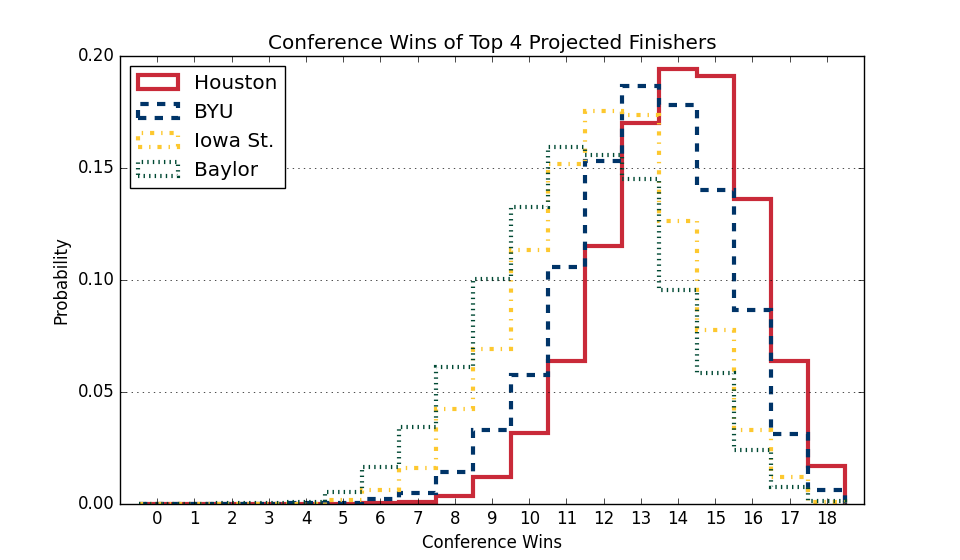 Conference Wins of Top 4 Projected Finishers
0.20
0.15
0.10
0.05
0.00
Probability
Houston
BYU
Iowa St.
Baylor
0 1 2 3 4 5 6 7 8 9 10 11 12 13 14 15 16 17 18
Conference Wins